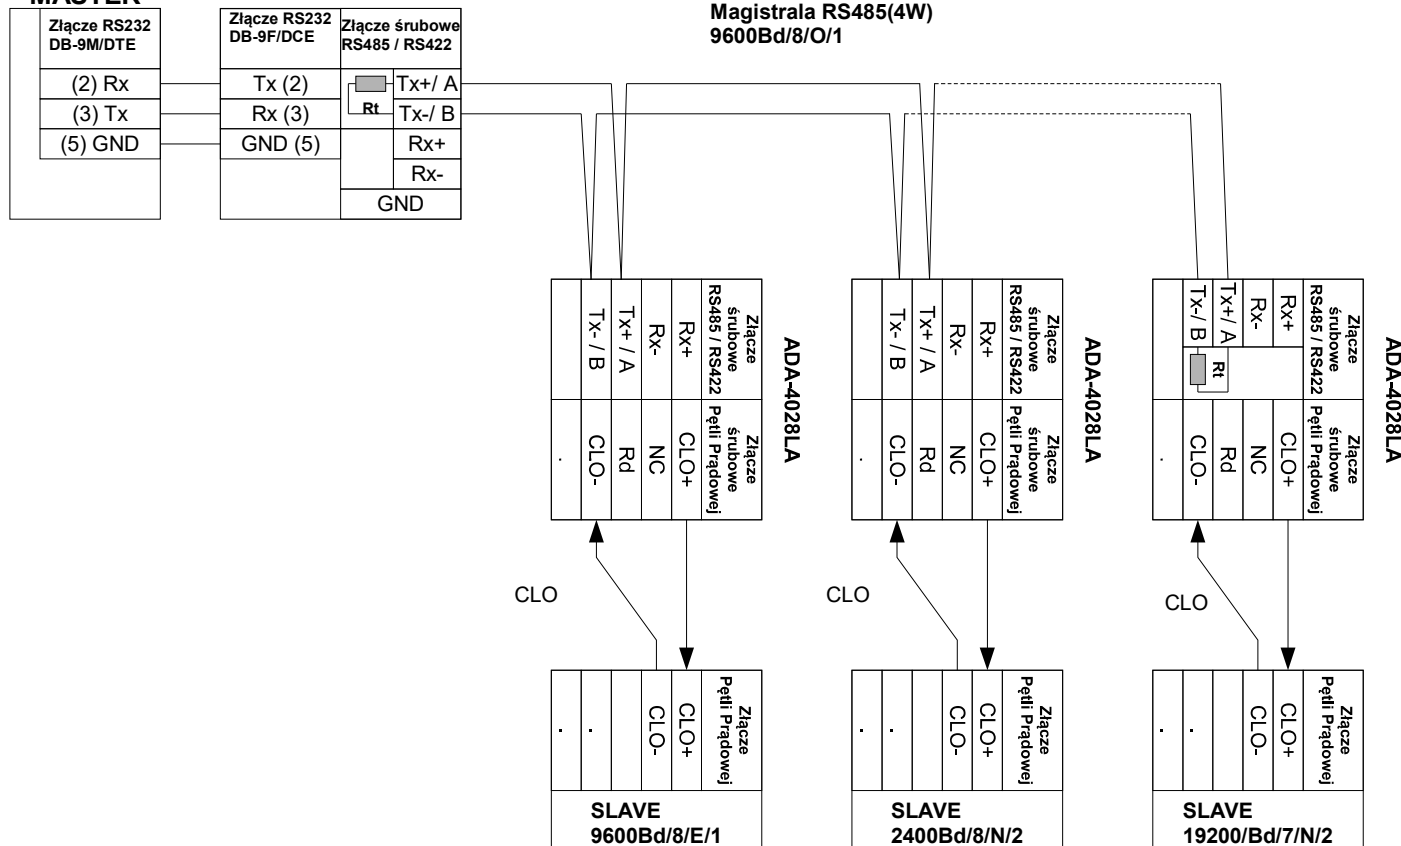 MASTER
Złącze RS232
DB-9M/DTE
(2) Rx
(3) Tx
(5) GND
Złącze RS232
DB-9F/DCE
Tx (2)
Rx (3)
GND (5)
Złącze śrubowe
RS485 / RS422
Rt
Tx+/ A
Tx-/ B
Rx+
Rx-
GND
Magistrala RS485(4W)
9600Bd/8/O/1
ADA-4028LA
Złącze
śrubowe
RS485 / RS422
Rx+
Rx-
Tx+ / A
Tx- / B
Złącze
śrubowe
Pętli Prądowej
CLO+
NC
Rd
CLO-
.
CLO
Złącze
Pętli Prądowej
CLO+
CLO-
.
.
SLAVE
9600Bd/8/E/1
ADA-4028LA
Złącze
śrubowe
RS485 / RS422
Rx+
Rx-
Tx+ / A
Tx- / B
Złącze
śrubowe
Pętli Prądowej
CLO+
NC
Rd
CLO-
.
CLO
Złącze
Pętli Prądowej
CLO+
CLO-
.
.
SLAVE
2400Bd/8/N/2
ADA-4028LA
Złącze
śrubowe
RS485 / RS422
Rx+
Rx-
Tx+/ A
Tx-/ B
Rt
Złącze
śrubowe
Pętli Prądowej
CLO+
NC
Rd
CLO-
.
CLO
Złącze
Pętli Prądowej
CLO+
CLO-
.
.
SLAVE
19200/Bd/7/N/2